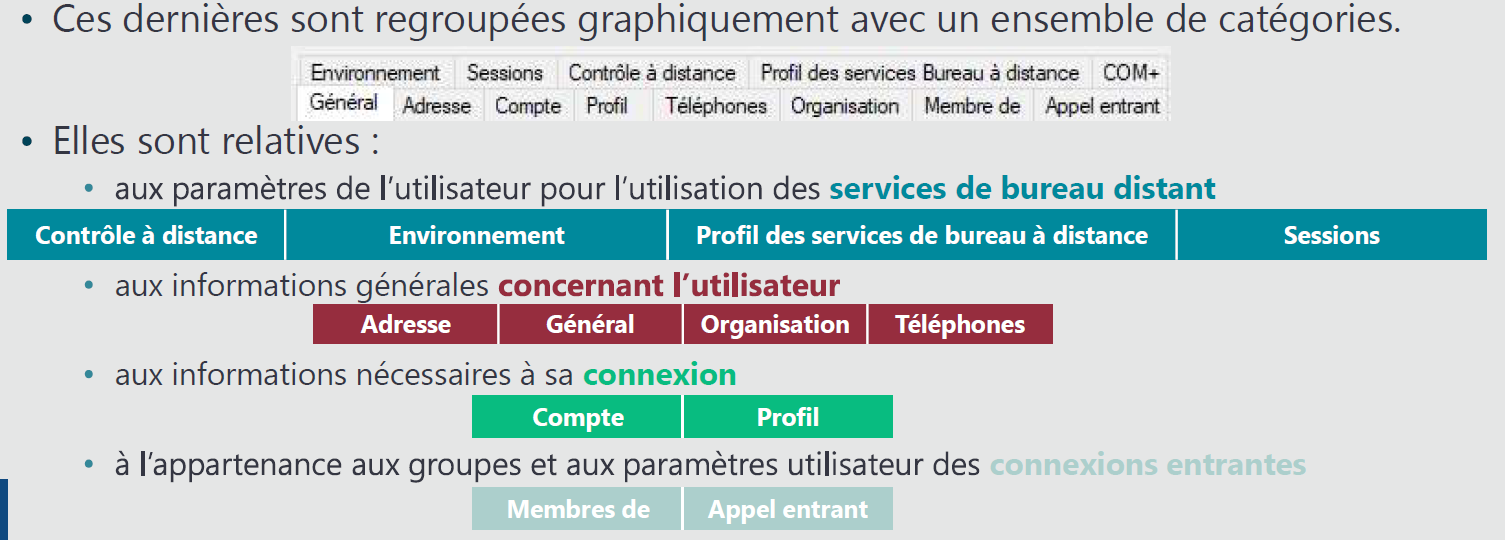 • Ces dernières sont regroupées graphiquement avec un ensemble de catégories.
Environnement Sessions Contrôle à distance Profil des services Bureau à distance COM+
Général Adresse Compte Profil Téléphones Organisation Membre de Appel entrant
• Elles sont relatives :
• aux paramètres de l'utilisateur pour l'utilisation des services de bureau distant
Contrôle à distance Environnement Profil des services de bureau à distance Sessions
• aux informations générales concernant l'utilisateur
Adresse Général Organisation Téléphones
• aux informations nécessaires à sa connexion
Compte Profil
• à l'appartenance aux groupes et aux paramètres utilisateur des connexions entrantes
Membres de Appel entrant